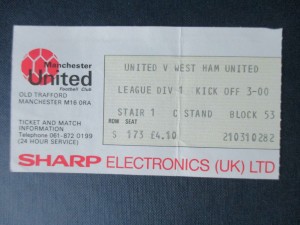 Manchester
United
Football Club
OLD TRAFFORD
MANCHESTER M16 0RA
TICKET AND MATCH
INFORMATION
Telephone 061-872 0199
(24 HOUR SERVICE)
UNITED V WEST HAM UNITED
LEAGUE DIV 1 KICK OFF 3-00
STAIR 1 C STAND BLOCK 53
ROW SEAT
S 173 £4.10 210310282
SHARP ELECTRONICS (UK) LTD